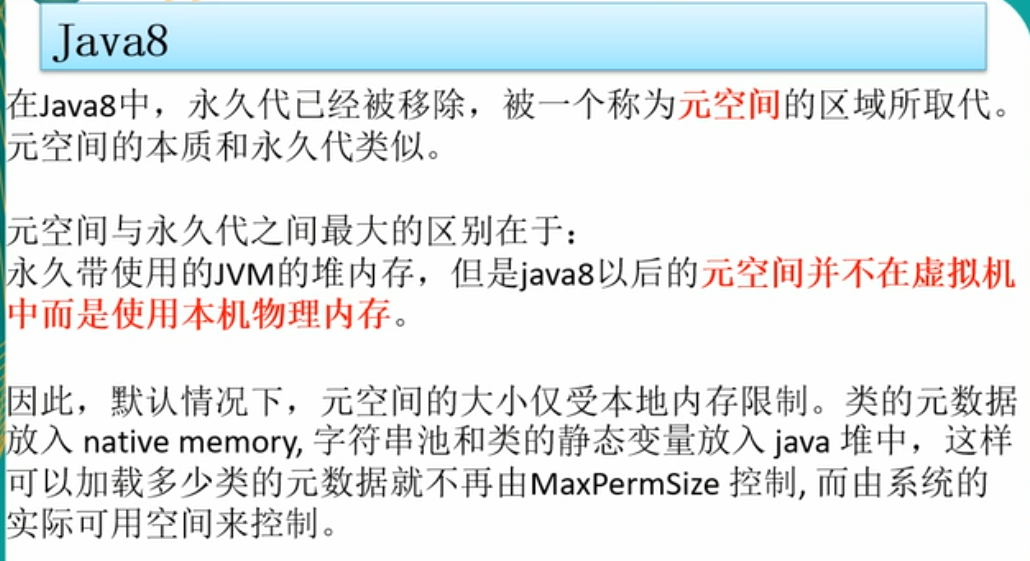 Java8
在Java8中，永久代已经被移除，被一个称为元空间的区域所取代。
元空间的本质和永久代类似。
元空间与永久代之间最大的区别在于：
永久带使用的JVM的堆内存，但是java8以后的元空间并不在虚拟机
中而是使用本机物理内存。
因此，默认情况下，元空间的大小仅受本地内存限制。类的元数据
放入 native memory, 字符串池和类的静态变量放入 java 堆中，这样
可以加载多少类的元数据就不再由MaxPermSize 控制, 而由系统的
实际可用空间来控制。